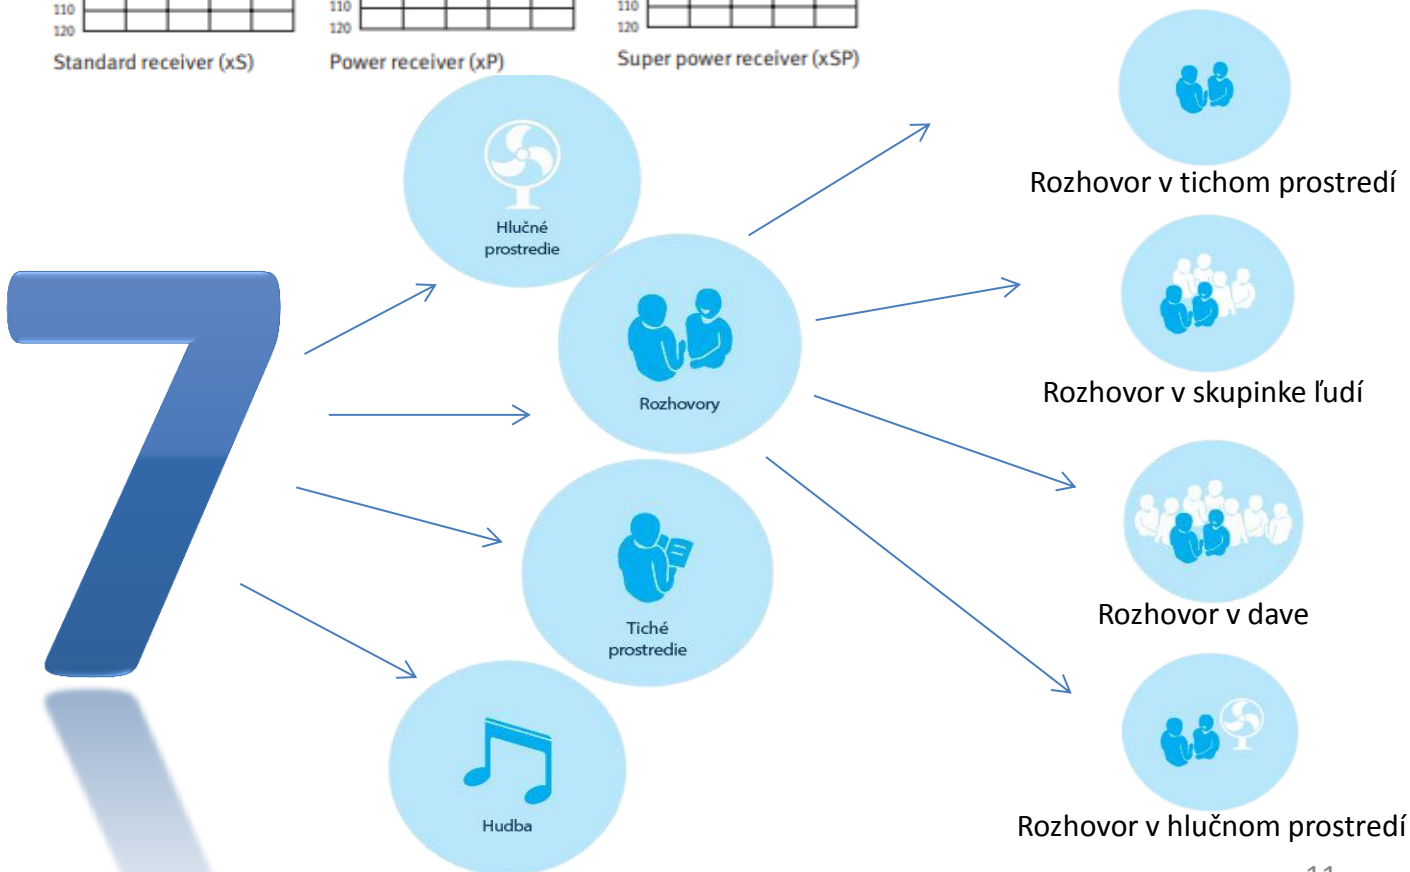 110
120
Standard receiver (xS)
110
120
Power receiver (xP)
110
120
Super power receiver (xSP)
7
Hlučné
prostredie
Rozhovory
Tiché
prostredie
Hudba
Rozhovor v tichom prostredí
Rozhovor v skupinke ľudí
Rozhovor v dave
Rozhovor v hlučnom prostredí